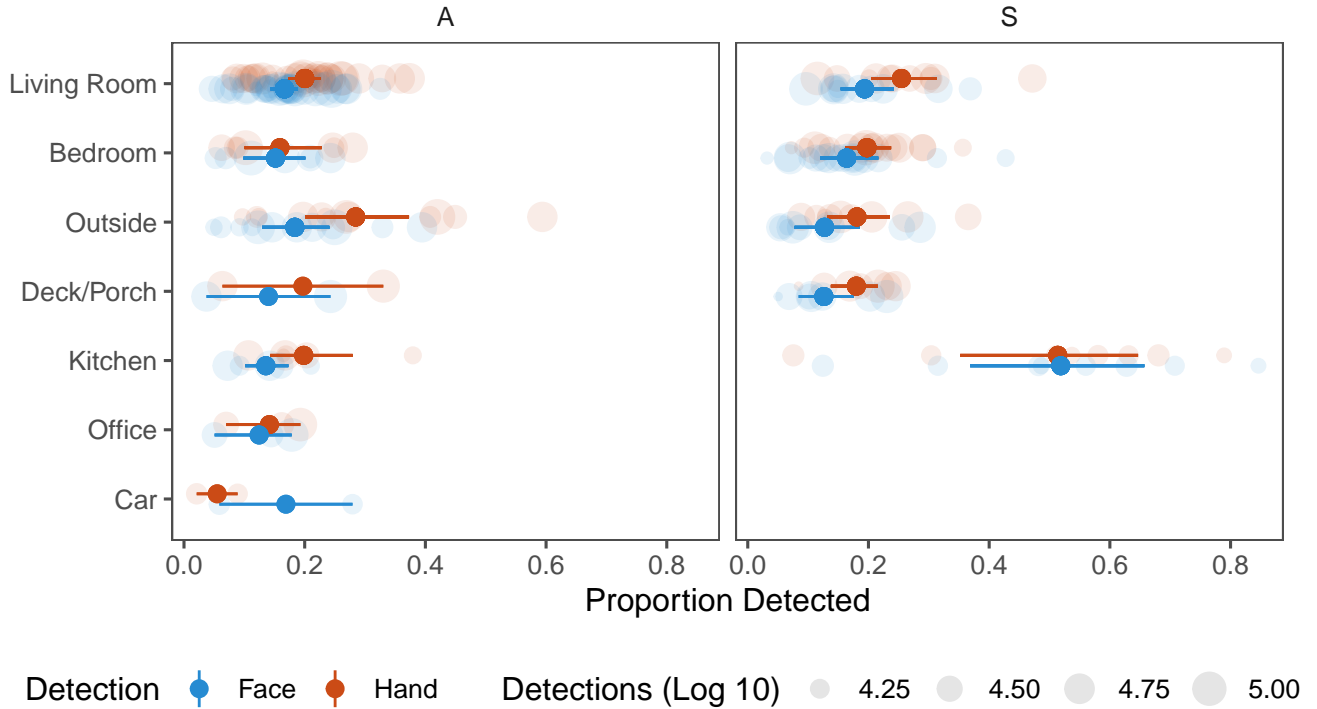 A
S
Living Room
Bedroom
Outside
Deck/Porch
Kitchen
Office
Car
0.0 0.2 0.4 0.6 0.8 0.0 0.2 0.4 0.6 0.8
Proportion Detected
Detection Face Hand Detections (Log 10) 4.25 4.50 4.75 5.00